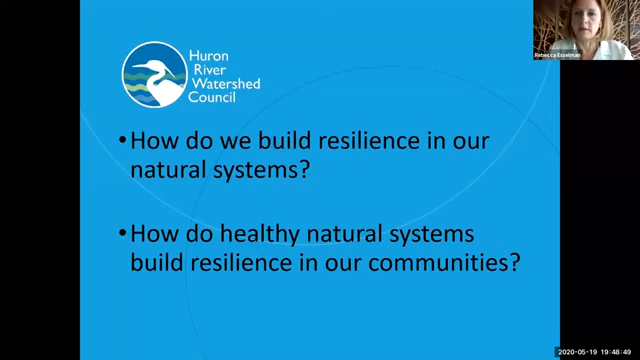 Huron
River
Watershed
Council
•How do we build resilience in our
natural systems?
•How do healthy natural systems
build resilience in our communities?
Rebecca Esselman
2020-05-19 19:48:49